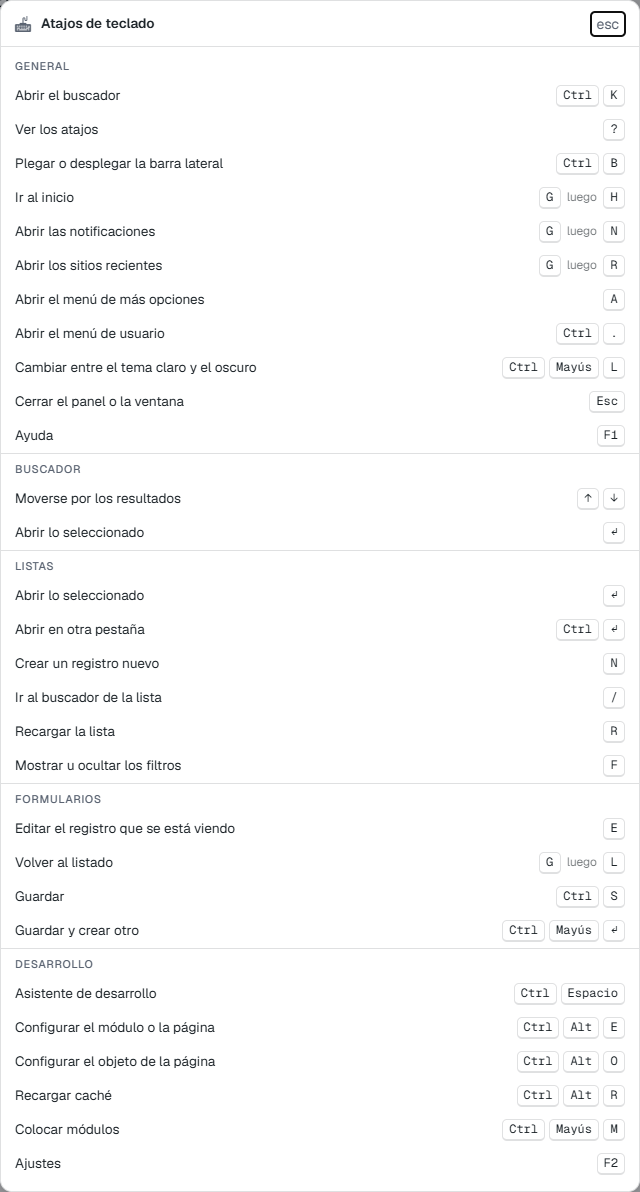 Atajos de teclado esc
GENERAL
Abrir el buscador Ctrl K
Ver los atajos ?
Plegar o desplegar la barra lateral Ctrl B
Ir al inicio G luego H
Abrir las notificaciones G luego N
Abrir los sitios recientes G luego R
Abrir el menú de más opciones A
Abrir el menú de usuario Ctrl .
Cambiar entre el tema claro y el oscuro Ctrl Mayús L
Cerrar el panel o la ventana Esc
Ayuda F1
BUSCADOR
Moverse por los resultados ↑ ↓
Abrir lo seleccionado ↵
LISTAS
Abrir lo seleccionado ↵
Abrir en otra pestaña Ctrl ↵
Crear un registro nuevo N
Ir al buscador de la lista /
Recargar la lista R
Mostrar u ocultar los filtros F
FORMULARIOS
Editar el registro que se está viendo E
Volver al listado G luego L
Guardar Ctrl S
Guardar y crear otro Ctrl Mayús ↵
DESARROLLO
Asistente de desarrollo Ctrl Espacio
Configurar el módulo o la página Ctrl Alt E
Configurar el objeto de la página Ctrl Alt O
Recargar caché Ctrl Alt R
Colocar módulos Ctrl Mayús M
Ajustes F2